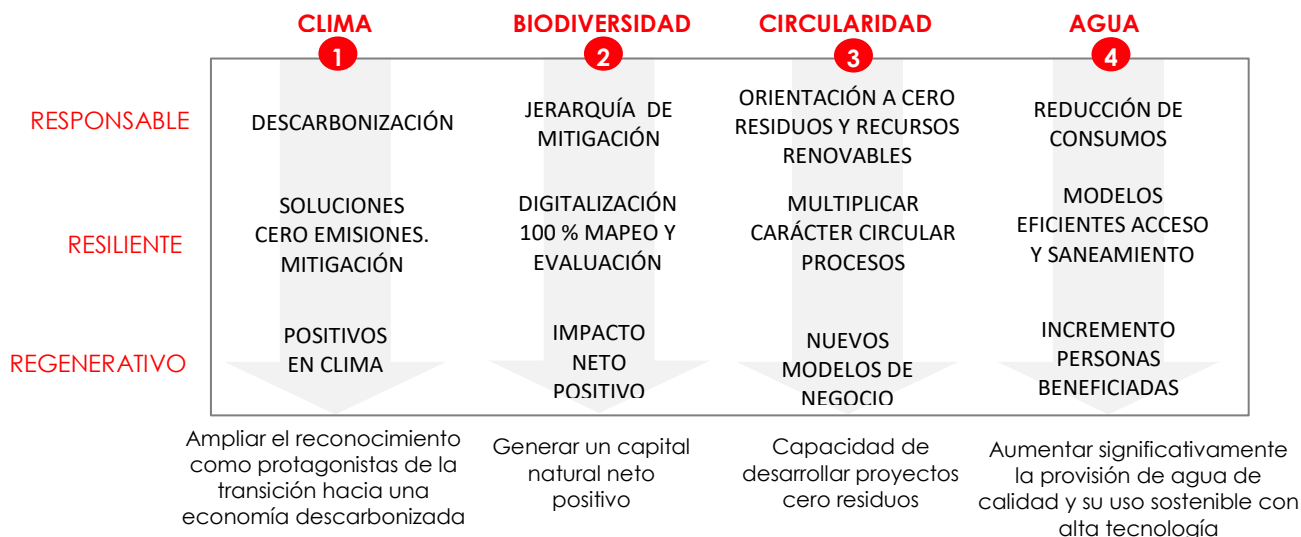 CLIMA
BIODIVERSIDAD
CIRCULARIDAD
AGUA
1
2
3
4
RESPONSABLE
DESCARBONIZACIÓN
JERARQUÍA DE
MITIGACIÓN
ORIENTACIÓN A CERO
RESIDUOS Y RECURSOS
RENOVABLES
REDUCCIÓN DE
CONSUMOS
RESILIENTE
SOLUCIONES
CERO EMISIONES.
MITIGACIÓN
DIGITALIZACIÓN
100 % MAPEO Y
EVALUACIÓN
MULTIPLICAR
CARÁCTER CIRCULAR
PROCESOS
MODELOS
EFICIENTES ACCESO
Y SANEAMIENTO
REGENERATIVO
POSITIVOS
EN CLIMA
IMPACTO
NETO
POSITIVO
NUEVOS
MODELOS DE
NEGOCIO
INCREMENTO
PERSONAS
BENEFICIADAS
Ampliar el reconocimiento
como protagonistas de la
transición hacia una
economía descarbonizada
Generar un capital
natural neto
positivo
Capacidad de
desarrollar proyectos
cero residuos
Aumentar significativamente
la provisión de agua de
calidad y su uso sostenible con
alta tecnología